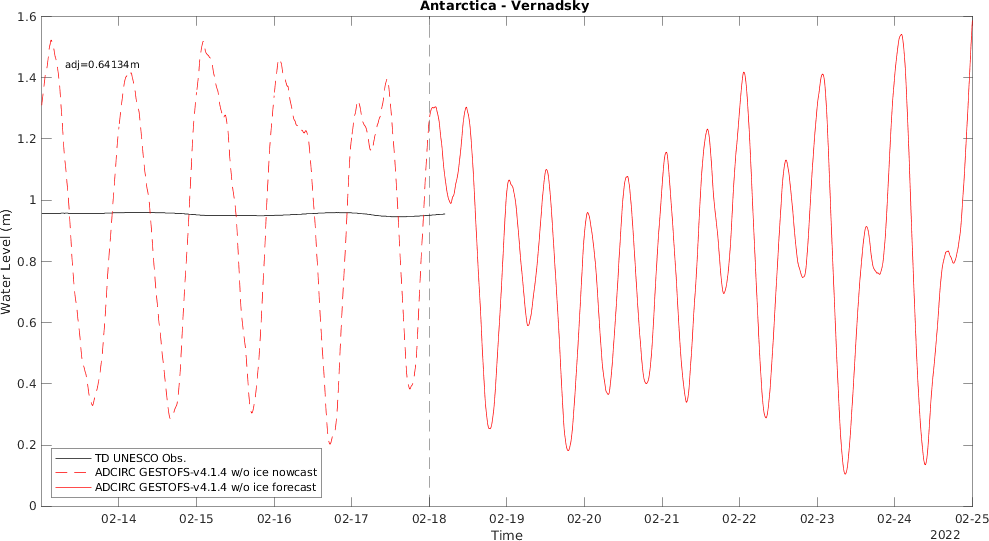 Antarctica - Vernadsky
1.6
1.4
1.2
1
0.8
0.6
0.4
0.2
0
Water Level (m)
adj=0.64134m
TD UNESCO Obs.
ADCIRC GESTOFS-v4.1.4 w/o ice nowcast
ADCIRC GESTOFS-v4.1.4 w/o ice forecast
02-14 02-15 02-16 02-17 02-18 02-19 02-20 02-21 02-22 02-23 02-24 02-25
Time
2022